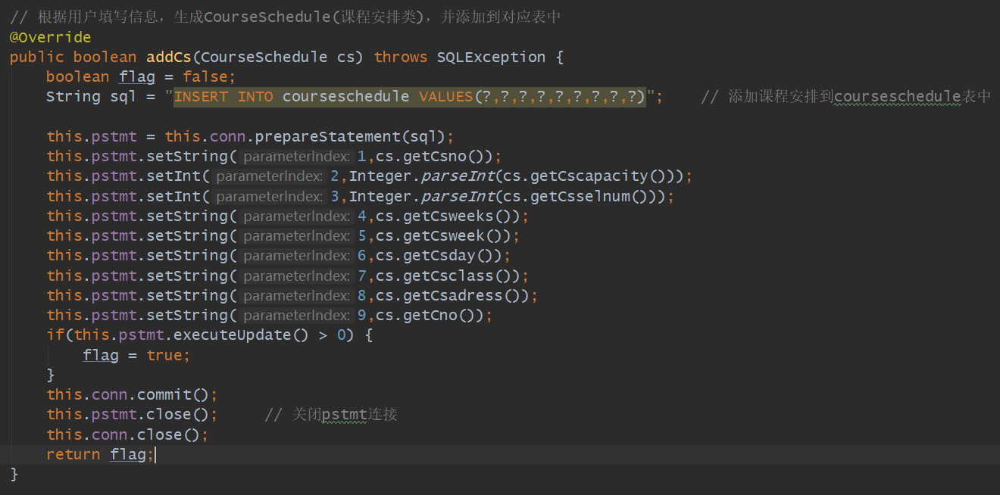 // 根据用户填写信息，生成CourseSchedule(课程安排类)，并添加到对应表中
@Override
public boolean addCs(CourseSchedule cs) throws SQLException {
    boolean flag = false;
    String sql = "INSERT INTO courseschedule VALUES(?,?,?,?,?,?,?,?,?)";    // 添加课程安排到courseschedule表中
    this.pstmt = this.conn.prepareStatement(sql);
    this.pstmt.setString( parameterIndex: 1,cs.getCsno());
    this.pstmt.setInt( parameterIndex: 2,Integer.parseInt(cs.getCscapacity()));
    this.pstmt.setInt( parameterIndex: 3,Integer.parseInt(cs.getCsselnum()));
    this.pstmt.setString( parameterIndex: 4,cs.getCsweeks());
    this.pstmt.setString( parameterIndex: 5,cs.getCsweek());
    this.pstmt.setString( parameterIndex: 6,cs.getCsday());
    this.pstmt.setString( parameterIndex: 7,cs.getCsclass());
    this.pstmt.setString( parameterIndex: 8,cs.getCsadress());
    this.pstmt.setString( parameterIndex: 9,cs.getCno());
    if(this.pstmt.executeUpdate() > 0) {
        flag = true;
    }
    this.conn.commit();
    this.pstmt.close();     // 关闭pstmt连接
    this.conn.close();
    return flag;
}